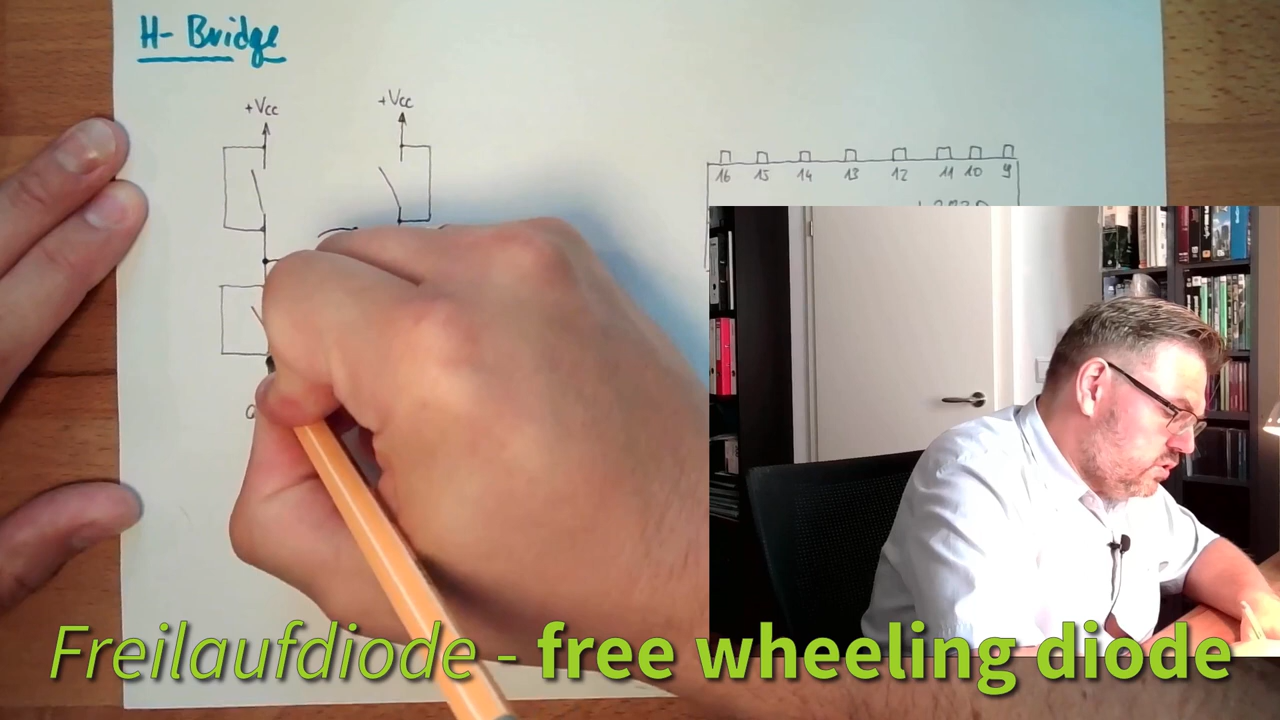 H-Bridge
+Vcc +Vcc
16 15 14 13 12 11 10 9
Freilaufdiode - free wheeling diode